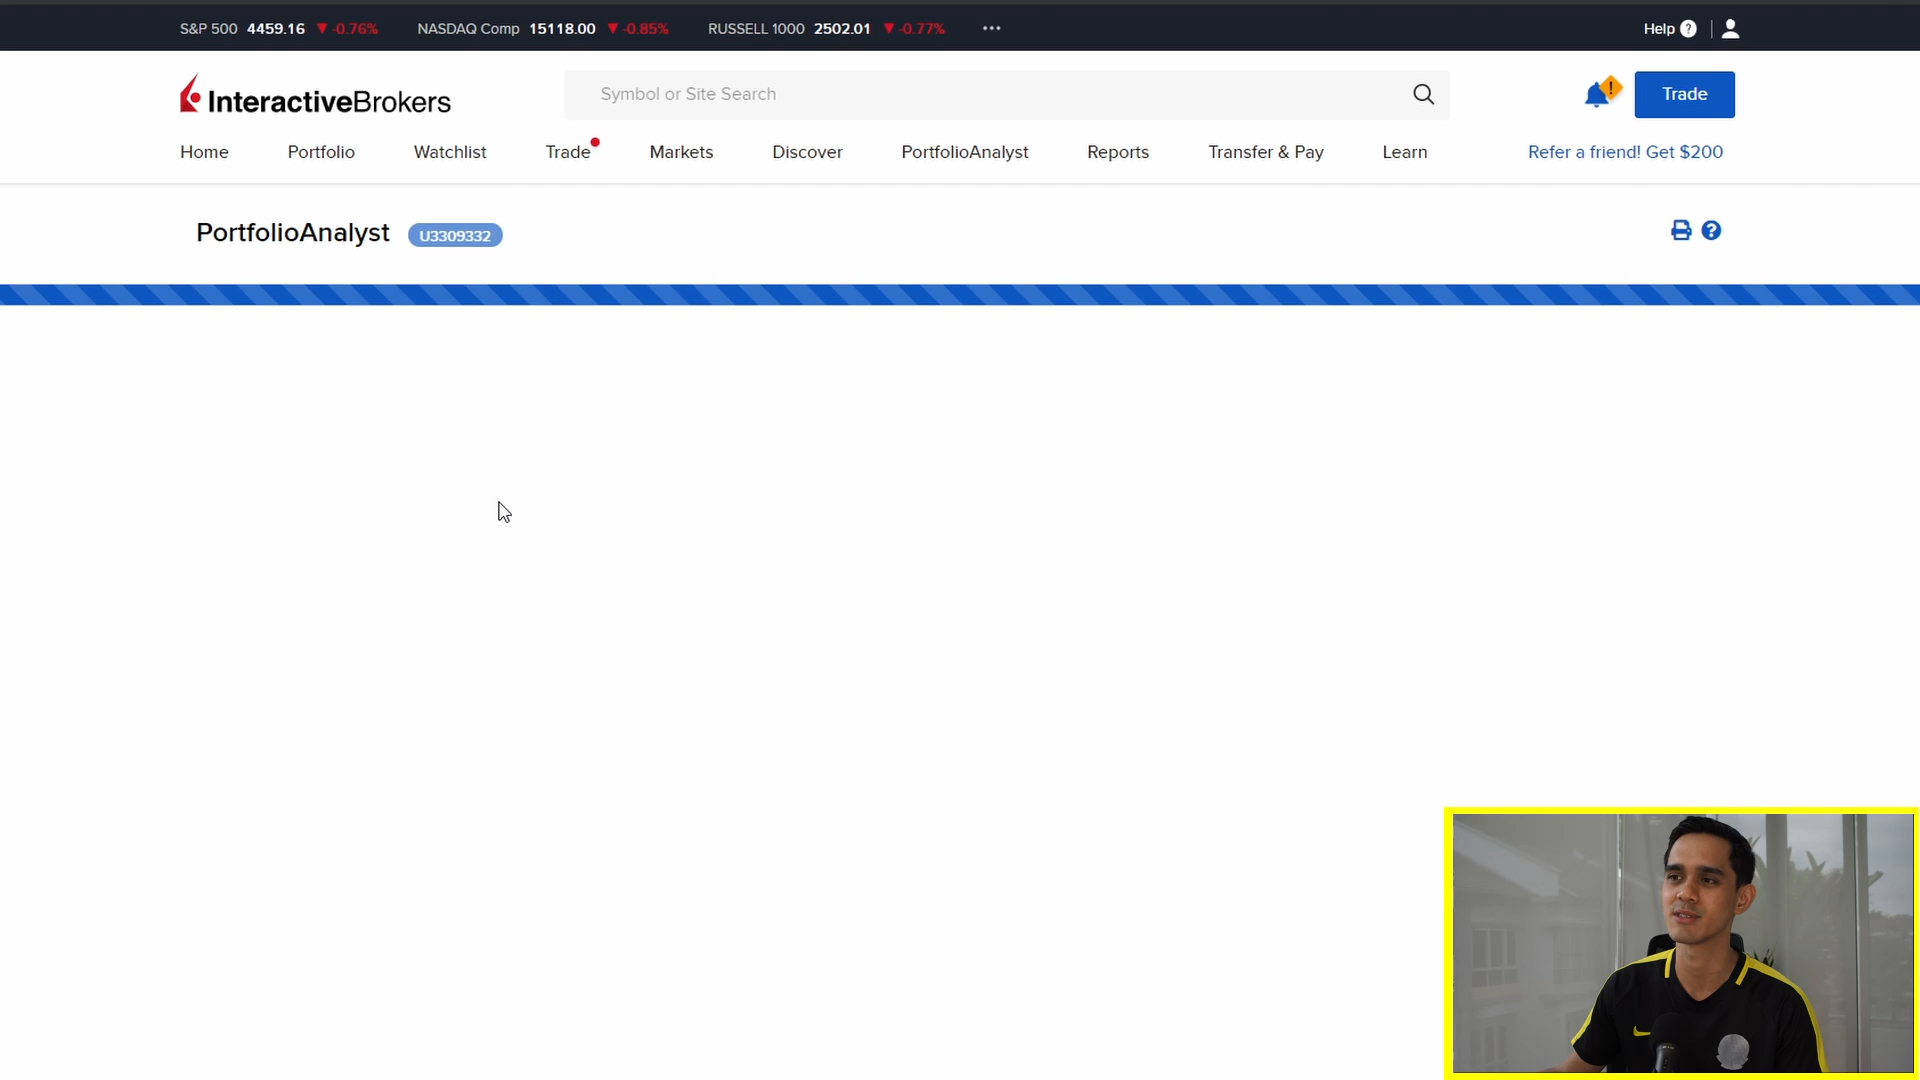 S&P 500 4459.16 ▼ -0.76% NASDAQ Comp 15118.00 ▼ -0.85% RUSSELL 1000 2502.01 ▼ -0.77% ••• Help ?
InteractiveBrokers Symbol or Site Search ! Trade
Home Portfolio Watchlist Trade Markets Discover PortfolioAnalyst Reports Transfer & Pay Learn Refer a friend! Get $200
PortfolioAnalyst U3309332 ?